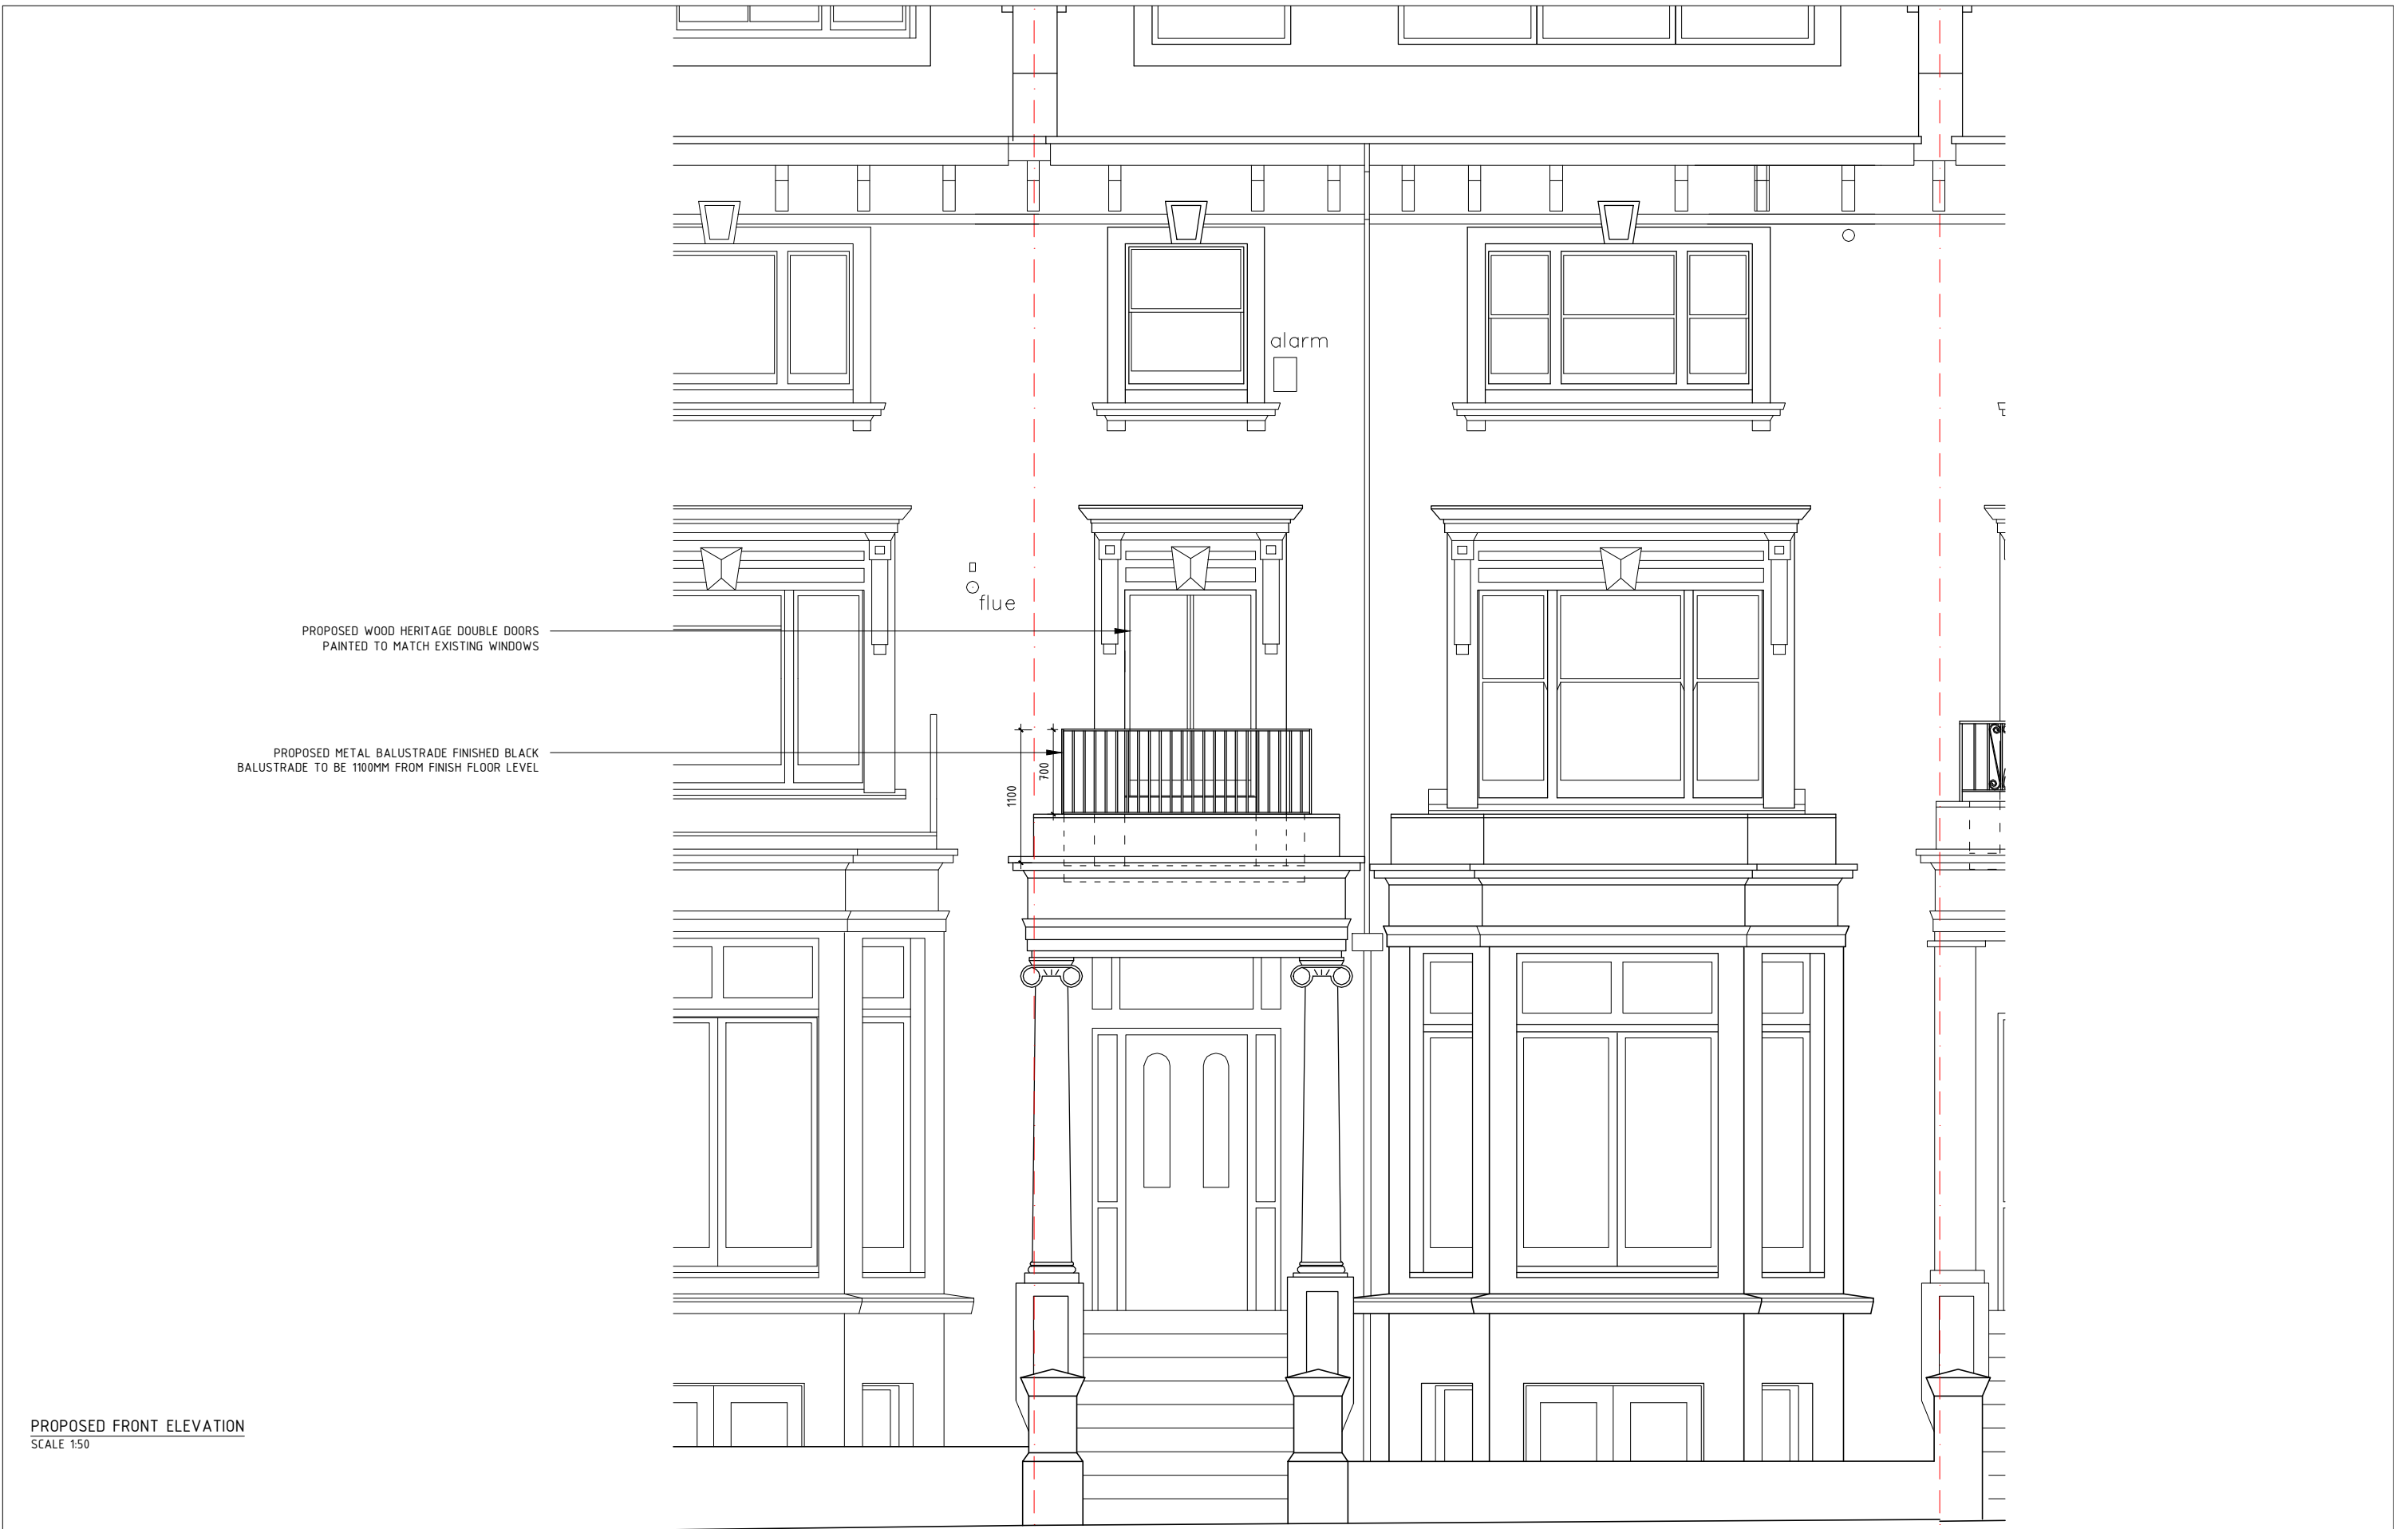 alarm
flue
PROPOSED WOOD HERITAGE DOUBLE DOORS
PAINTED TO MATCH EXISTING WINDOWS
PROPOSED METAL BALUSTRADE FINISHED BLACK
BALUSTRADE TO BE 1100MM FROM FINISH FLOOR LEVEL
1100
700
PROPOSED FRONT ELEVATION
SCALE 1:50